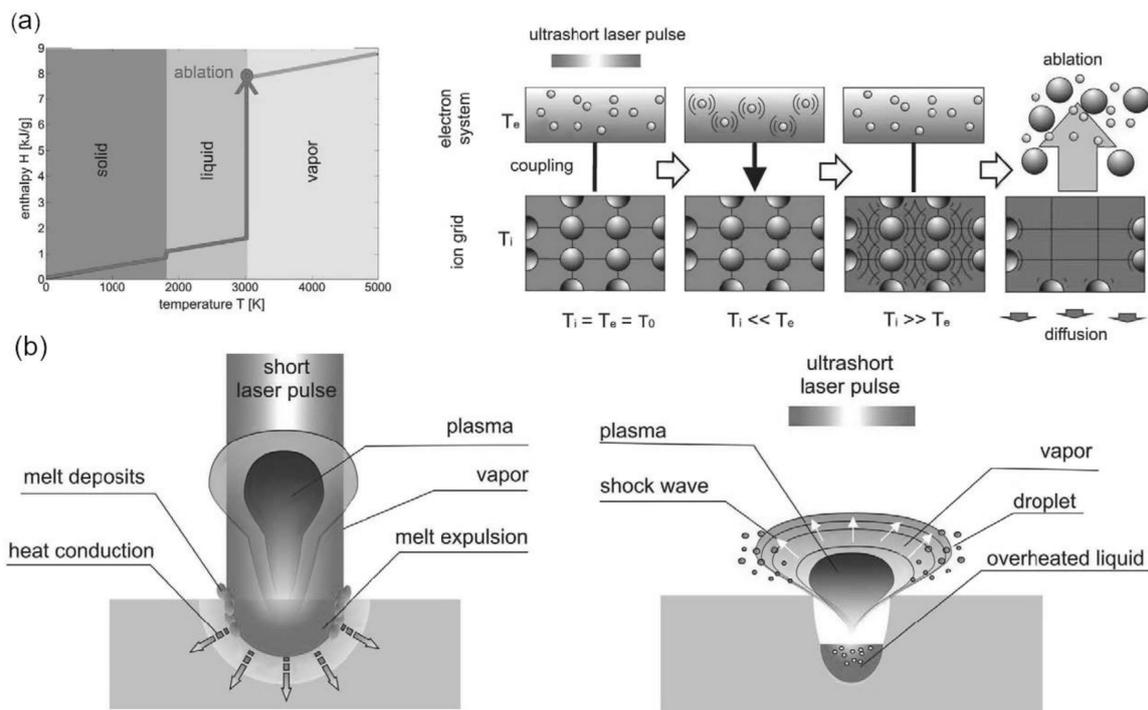 (a)
9
8
7
6
5
4
3
2
1
0
enthalpy H [kJ/g]
solid
liquid
vapor
ablation
0
1000
2000
3000
4000
5000
temperature T [K]
ultrashort laser pulse
electron
system
Te
coupling
Ti
ion grid
ablation
Ti = Te = T0
Ti << Te
Ti >> Te
diffusion
(b)
short
laser pulse
plasma
melt deposits
vapor
heat conduction
melt expulsion
ultrashort
laser pulse
plasma
vapor
shock wave
droplet
overheated liquid